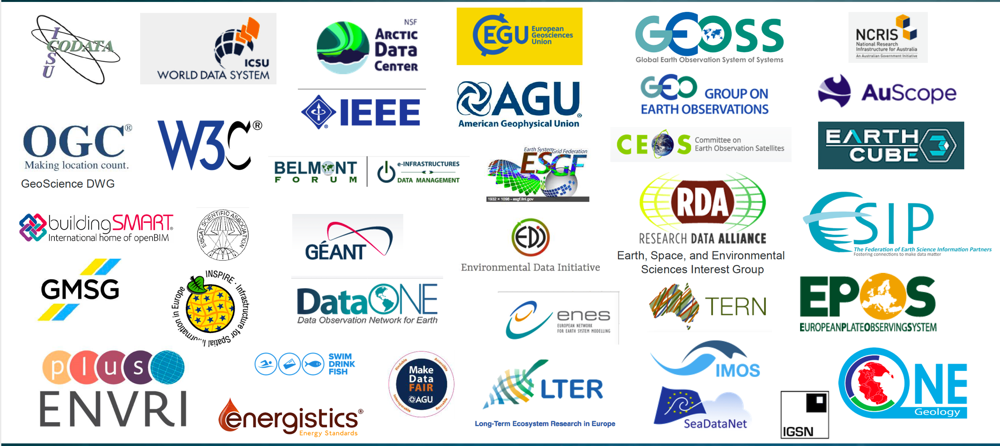 I
CODATA
S
U
ICSU
WORLD DATA SYSTEM
NSF
ARCTIC
DATA
CENTER
EGU
European
Geosciences
Union
GEOSS
Global Earth Observation System of Systems
NCRIS
National Research
Infrastructure for Australia
An Australian Government Initiative
IEEE®
AGU®
American Geophysical Union
GEO GROUP ON
EARTH OBSERVATIONS
AuScope
OGC®
Making location count.
GeoScience DWG
W3C®
BELMONT
FORUM
e-INFRASTRUCTURES
DATA MANAGEMENT
Earth System Grid Federation
ESGF
1932 × 1098 - esgf.llnl.gov
CEOS
Committee on
Earth Observation Satellites
EARTH
CUBE
buildingSMART®
International home of openBIM
EISCAT SCIENTIFIC ASSOCIATION
GÉANT
EDI
Environmental Data Initiative
RDA
RESEARCH DATA ALLIANCE
Earth, Space, and Environmental
Sciences Interest Group
ESIP
The Federation of Earth Science Information Partners
Fostering connections to make data matter
GMSG
INSPIRE · Infrastructure for Spatial Information in Europe
DataONE
Data Observation Network for Earth
enes
EUROPEAN NETWORK
FOR EARTH SYSTEM MODELLING
TERN
EPOS
EUROPEANPLATEOBSERVINGSYSTEM
plus
ENVRI
SWIM
DRINK
FISH
energistics®
Energy Standards
Findable
Accessible
Interoperable
Reusable
Make
Data
FAIR
AGU
LTER
Long-Term Ecosystem Research in Europe
IMOS
SeaDataNet
IGSN
ONE
Geology